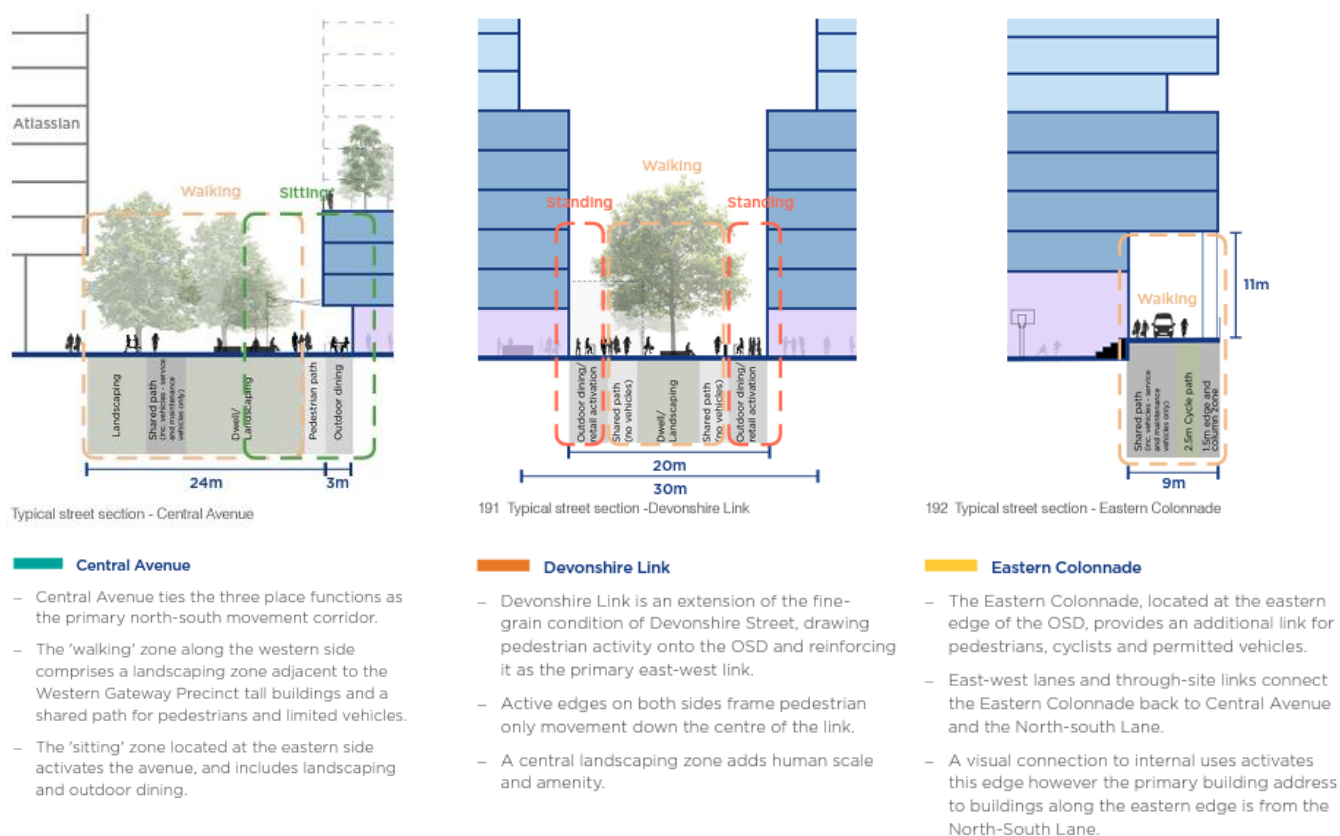 Atlassian
Walking
Sitting
Landscaping
Shared path
(inc. vehicles - service
and maintenance
vehicles only)
Dwell/
Landscaping
Pedestrian path
Outdoor dining
24m
3m
Typical street section - Central Avenue
Walking
Standing
Standing
Outdoor dining/
retail activation
Shared path
(no vehicles)
Dwell/
Landscaping
Shared path
(no vehicles)
Outdoor dining/
retail activation
20m
30m
191 Typical street section -Devonshire Link
11m
Walking
Shared path
(inc. vehicles - service
and maintenance
vehicles only)
2.5m Cycle path
1.5m edge and
column zone
9m
192 Typical street section - Eastern Colonnade
Central Avenue
– Central Avenue ties the three place functions as
the primary north-south movement corridor.
– The 'walking' zone along the western side
comprises a landscaping zone adjacent to the
Western Gateway Precinct tall buildings and a
shared path for pedestrians and limited vehicles.
– The 'sitting' zone located at the eastern side
activates the avenue, and includes landscaping
and outdoor dining.
Devonshire Link
– Devonshire Link is an extension of the fine-
grain condition of Devonshire Street, drawing
pedestrian activity onto the OSD and reinforcing
it as the primary east-west link.
– Active edges on both sides frame pedestrian
only movement down the centre of the link.
– A central landscaping zone adds human scale
and amenity.
Eastern Colonnade
– The Eastern Colonnade, located at the eastern
edge of the OSD, provides an additional link for
pedestrians, cyclists and permitted vehicles.
– East-west lanes and through-site links connect
the Eastern Colonnade back to Central Avenue
and the North-south Lane.
– A visual connection to internal uses activates
this edge however the primary building address
to buildings along the eastern edge is from the
North-South Lane.